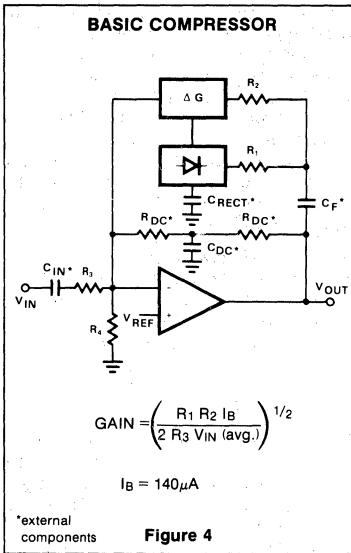 BASIC COMPRESSOR
Δ G
R2
R1
CRECT*
CF*
RDC*
RDC*
CDC*
CIN*
R3
VIN
VREF
-
+
VOUT
R4
GAIN = (R1 R2 IB / 2 R3 VIN (avg.)) 1/2
IB = 140μA
*external
components
Figure 4